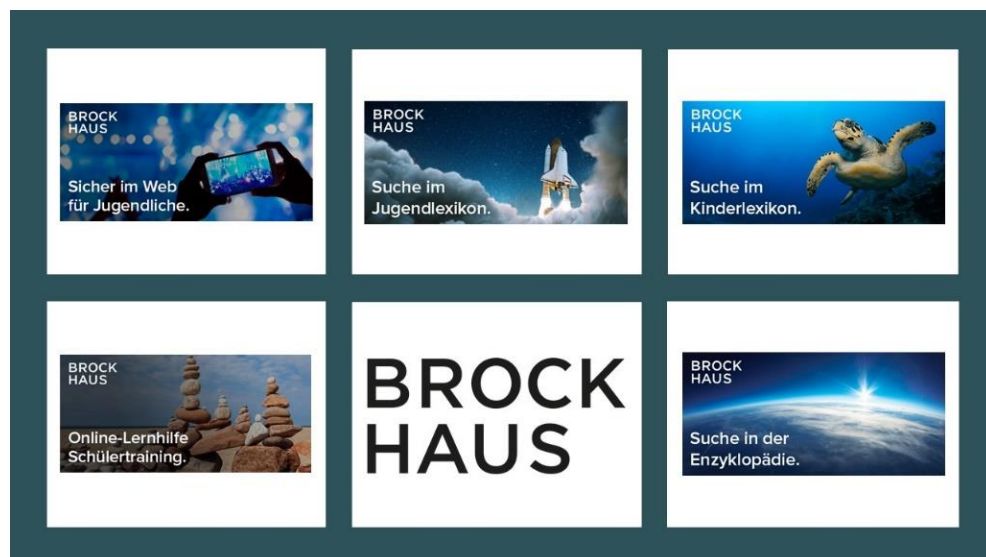 BROCK
HAUS
Sicher im Web
für Jugendliche.
BROCK
HAUS
Suche im
Jugendlexikon.
BROCK
HAUS
Suche im
Kinderlexikon.
BROCK
HAUS
Online-Lernhilfe
Schülertraining.
BROCK
HAUS
BROCK
HAUS
Suche in der
Enzyklopädie.